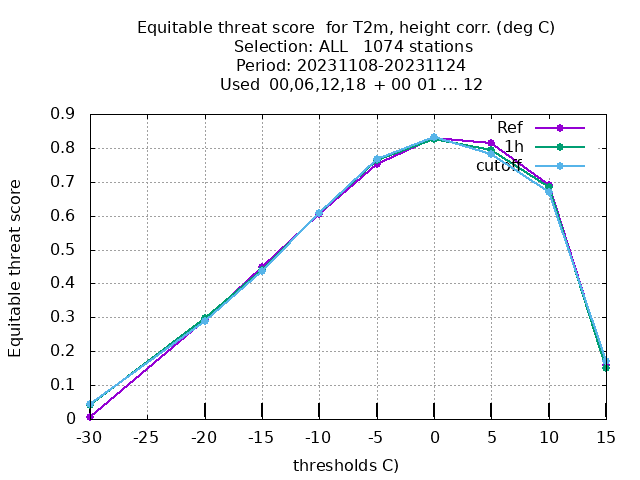 Equitable threat score  for T2m, height corr. (deg C)
Selection: ALL   1074 stations
Period: 20231108-20231124
Used  00,06,12,18  + 00 01 ... 12
Equitable threat score
0.9
0.8
0.7
0.6
0.5
0.4
0.3
0.2
0.1
0
Ref
1h
cutoff
-30 -25 -20 -15 -10 -5 0 5 10 15
thresholds C)